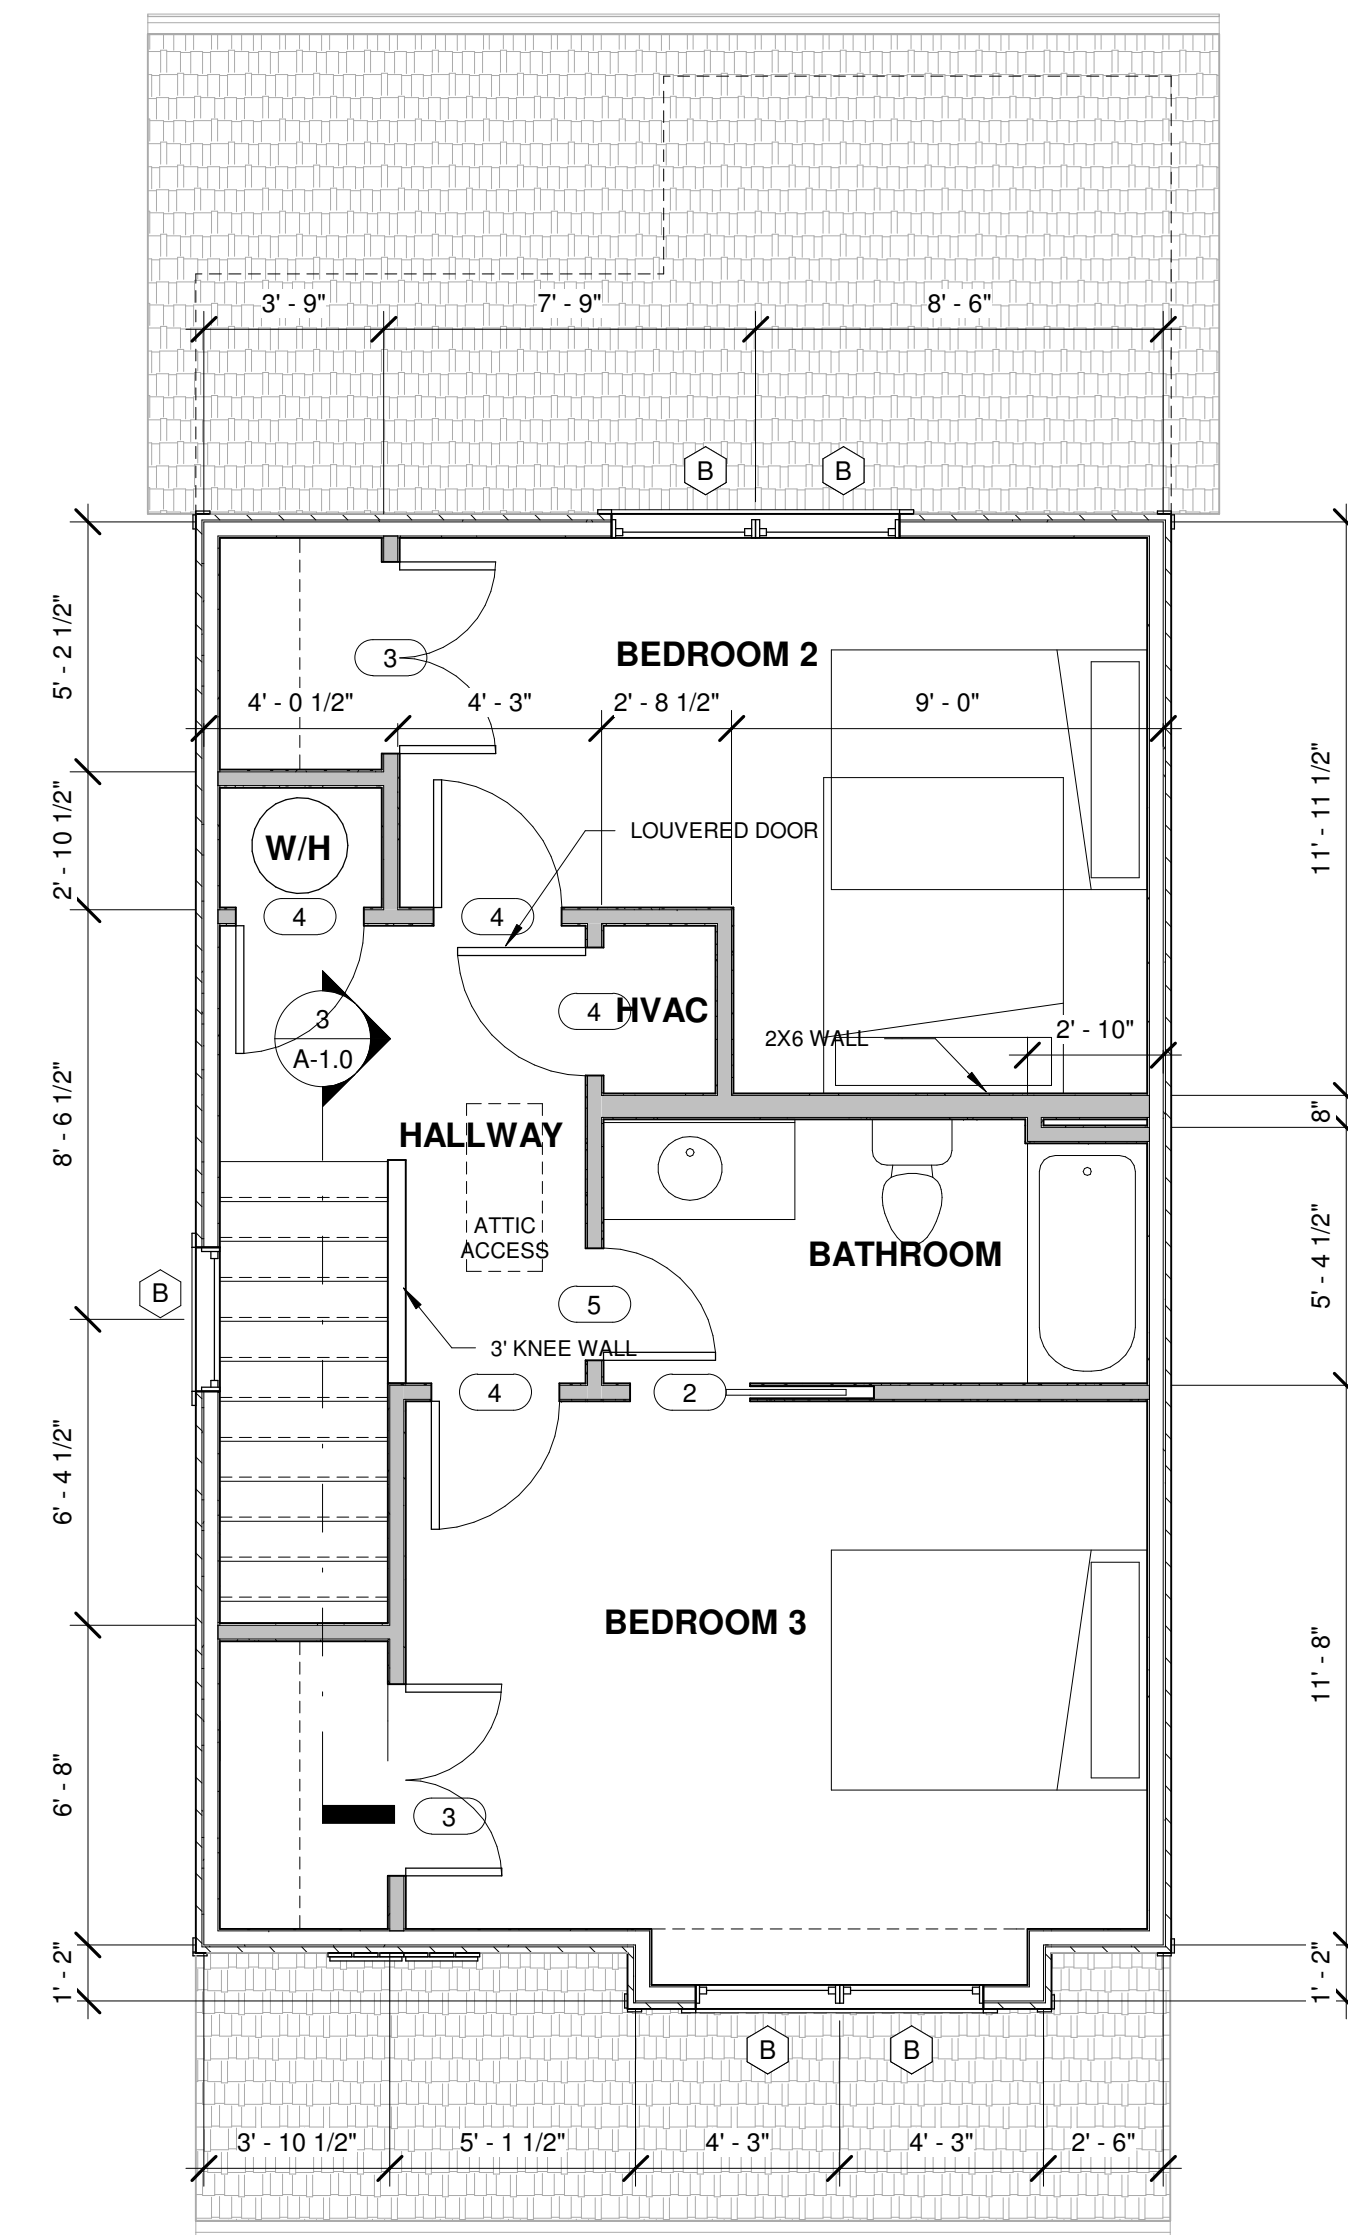 3' - 9"
7' - 9"
8' - 6"
B
B
5' - 2 1/2"
3
BEDROOM 2
4' - 0 1/2"
4' - 3"
2' - 8 1/2"
9' - 0"
11' - 11 1/2"
2' - 10 1/2"
W/H
LOUVERED DOOR
4
4
4
HVAC
3
A-1.0
2X6 WALL
2' - 10"
8' - 6 1/2"
8"
HALLWAY
ATTIC
ACCESS
BATHROOM
5' - 4 1/2"
B
5
3' KNEE WALL
4
2
6' - 4 1/2"
BEDROOM 3
11' - 8"
6' - 8"
3
1' - 2"
1' - 2"
B
B
3' - 10 1/2"
5' - 1 1/2"
4' - 3"
4' - 3"
2' - 6"